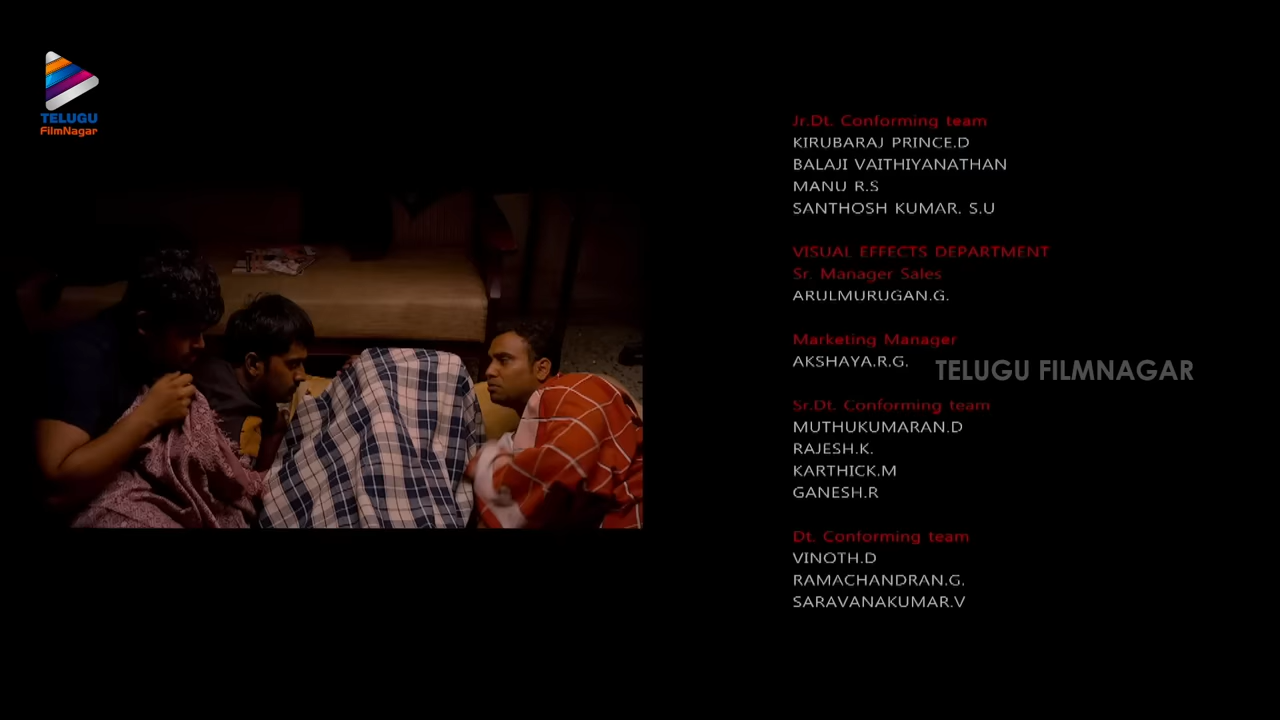 TELUGU
FilmNagar
Jr.Dt. Conforming team
KIRUBARAJ PRINCE.D
BALAJI VAITHIYANATHAN
MANU R.S
SANTHOSH KUMAR. S.U
VISUAL EFFECTS DEPARTMENT
Sr. Manager Sales
ARULMURUGAN.G.
Marketing Manager
AKSHAYA.R.G.
TELUGU FILMNAGAR
Sr.Dt. Conforming team
MUTHUKUMARAN.D
RAJESH.K.
KARTHICK.M
GANESH.R
Dt. Conforming team
VINOTH.D
RAMACHANDRAN.G.
SARAVANAKUMAR.V